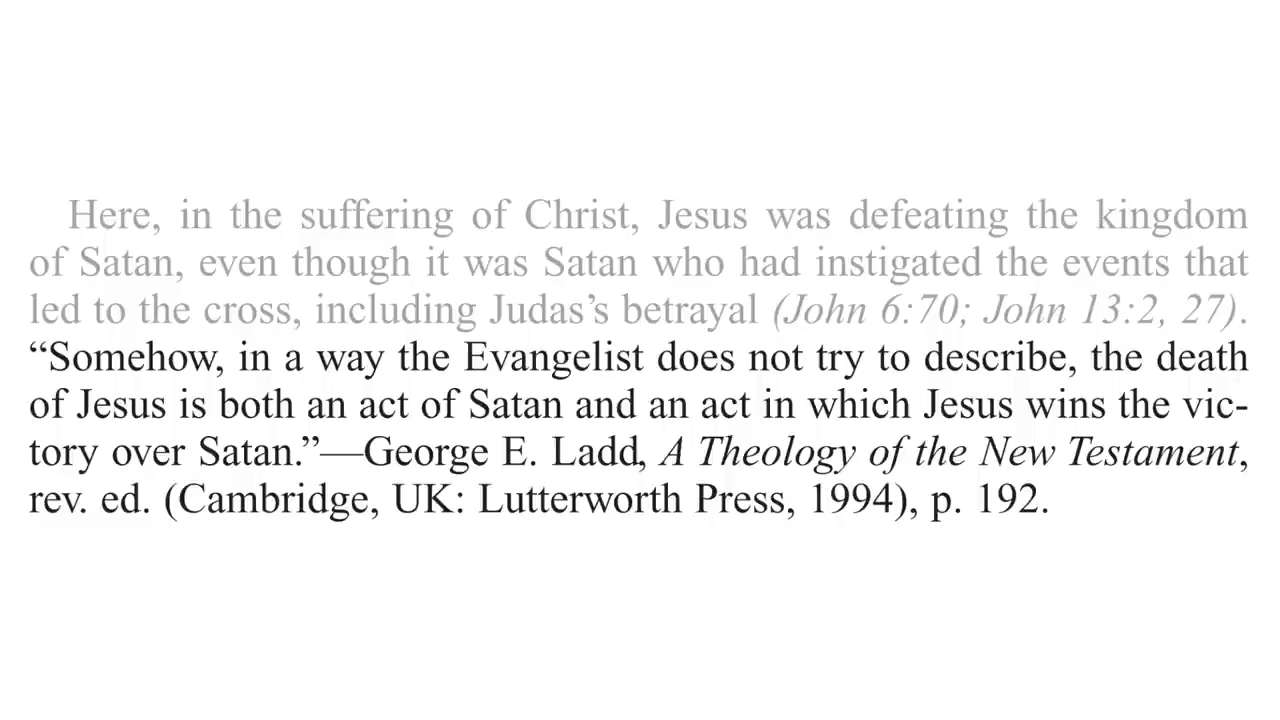 Here, in the suffering of Christ, Jesus was defeating the kingdom
of Satan, even though it was Satan who had instigated the events that
led to the cross, including Judas’s betrayal (John 6:70; John 13:2, 27).
“Somehow, in a way the Evangelist does not try to describe, the death
of Jesus is both an act of Satan and an act in which Jesus wins the vic-
tory over Satan.”—George E. Ladd, A Theology of the New Testament,
rev. ed. (Cambridge, UK: Lutterworth Press, 1994), p. 192.